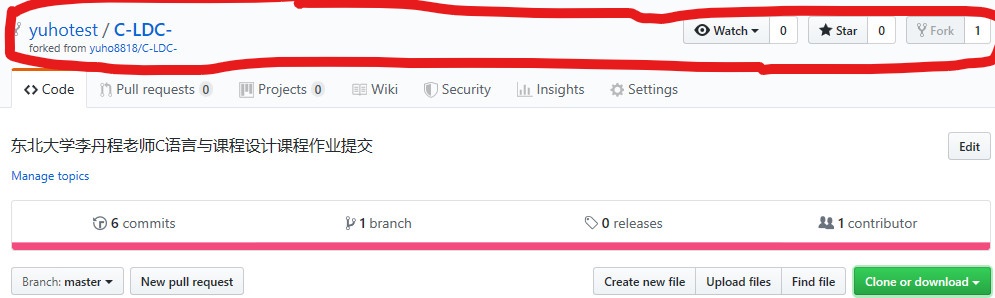 yuhotest / C-LDC-
forked from yuho8818/C-LDC-
Watch 0 Star 0 Fork 1
Code Pull requests 0 Projects 0 Wiki Security Insights Settings
东北大学李丹程老师C语言与课程设计课程作业提交
Edit
Manage topics
6 commits 1 branch 0 releases 1 contributor
Branch: master New pull request Create new file Upload files Find file Clone or download